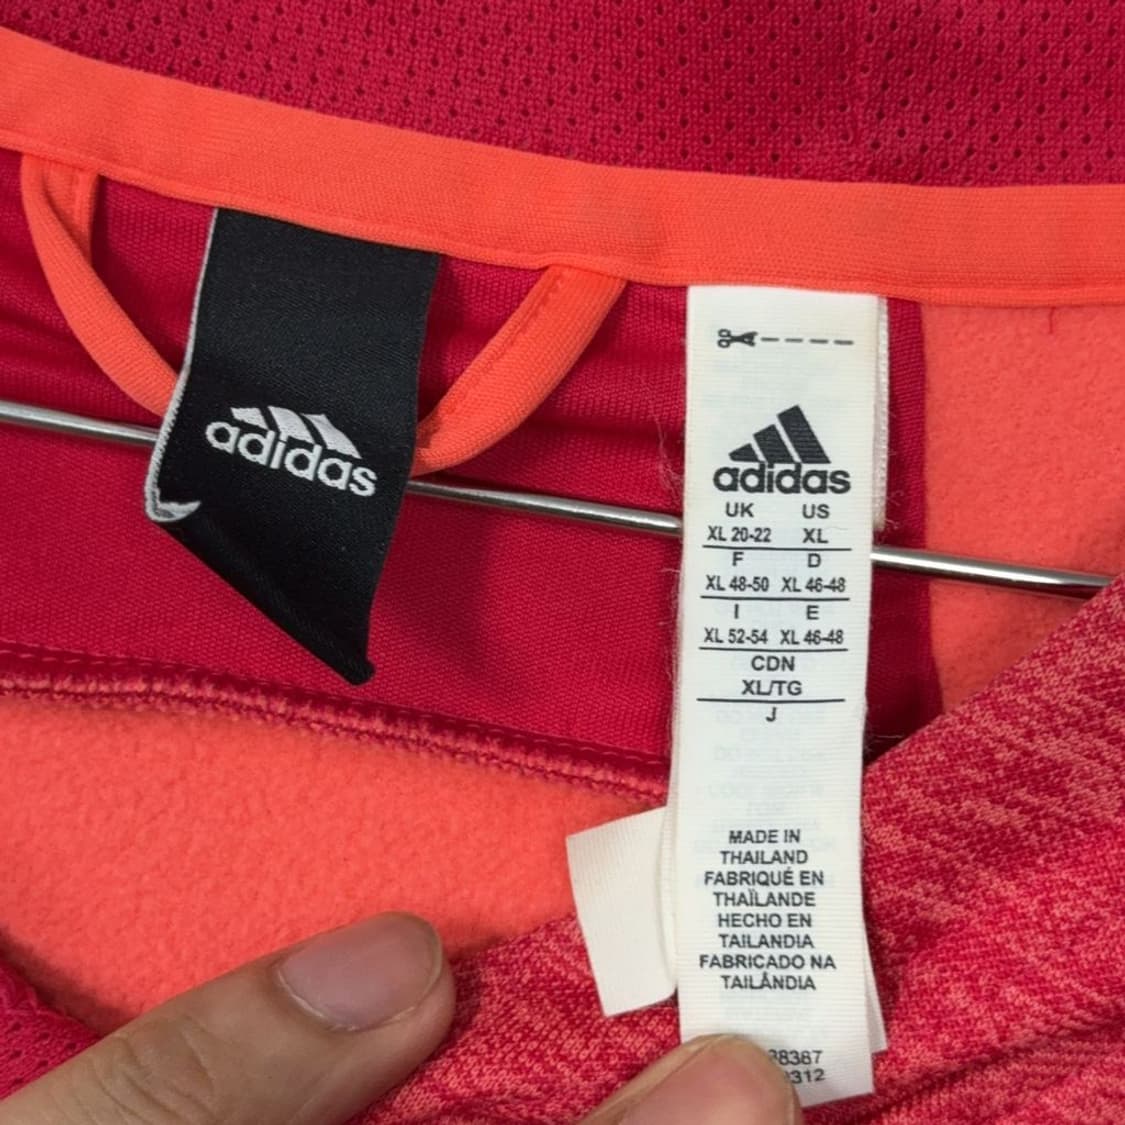 adidas
adidas
UK US
XL 20-22 XL
F D
XL 48-50 XL 46-48
I E
XL 52-54 XL 46-48
CDN
XL/TG
J
MADE IN
THAILAND
FABRIQUÉ EN
THAÏLANDE
HECHO EN
TAILANDIA
FABRICADO NA
TAILÂNDIA